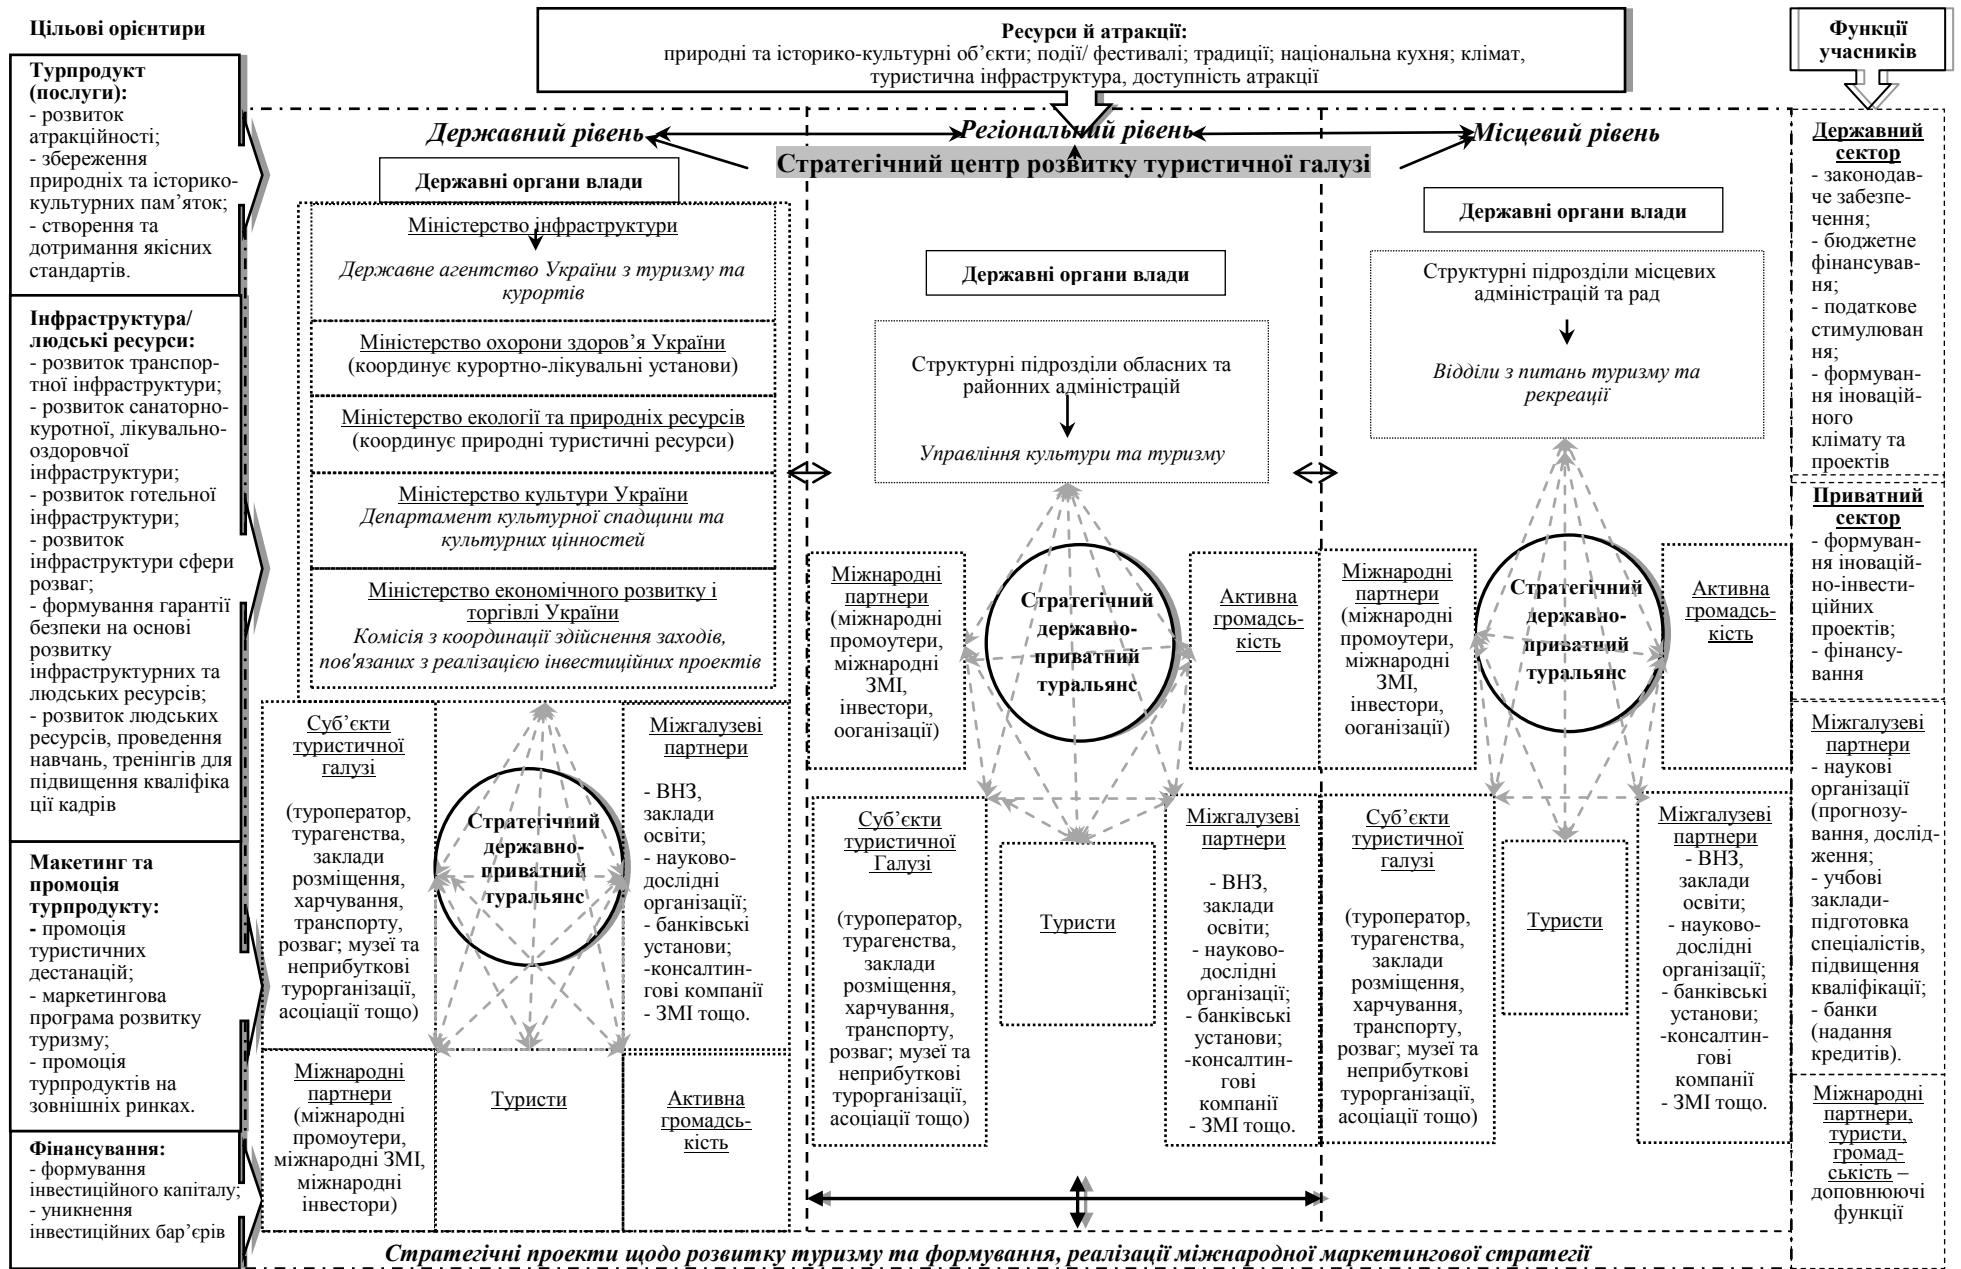 Цільові орієнтири
Турпродукт
(послуги):
- розвиток
атракційності;
- збереження
природніх та історико-
культурних пам’яток;
- створення та
дотримання якісних
стандартів.
Інфраструктура/
людські ресурси:
- розвиток транспор-
тної інфраструктури;
- розвиток санаторно-
куротної, лікувально-
оздоровчої
інфраструктури;
- розвиток готельної
інфраструктури;
- розвиток
інфраструктури сфери
розваг;
- формування гарантії
безпеки на основі
розвитку
інфраструктурних та
людських ресурсів;
- розвиток людських
ресурсів, проведення
навчань, тренінгів для
підвищення кваліфіка
ції кадрів
Макетинг та
промоція
турпродукту:
- промоція
туристичних
дестанацій;
- маркетингова
програма розвитку
туризму;
- промоція
турпродуктів на
зовнішніх ринках.
Фінансування:
- формування
інвестиційного капіталу;
- уникнення
інвестиційних бар’єрів
Ресурси й атракції:
природні та історико-культурні об’єкти; події/ фестивалі; традиції; національна кухня; клімат,
туристична інфраструктура, доступність атракції
Державний рівень
Регіональний рівень
Місцевий рівень
Стратегічний центр розвитку туристичної галузі
Державні органи влади
Міністерство інфраструктури
Державне агентство України з туризму та
курортів
Міністерство охорони здоров’я України
(координує курортно-лікувальні установи)
Міністерство екології та природніх ресурсів
(координує природні туристичні ресурси)
Міністерство культури України
Департамент культурної спадщини та
культурних цінностей
Міністерство економічного розвитку і
торгівлі України
Комісія з координації здійснення заходів,
пов'язаних з реалізацією інвестиційних проектів
Суб’єкти
туристичної
галузі
(туроператор,
турагенства,
заклади
розміщення,
харчування,
транспорту,
розваг; музеї та
неприбуткові
турорганізації,
асоціації тощо)
Стратегічний
державно-
приватний
туральянс
Міжгалузеві
партнери
- ВНЗ,
заклади
освіти;
- науково-
дослідні
організації;
- банківські
установи;
-консалтин-
гові компанії
- ЗМІ тощо.
Міжнародні
партнери
(міжнародні
промоутери,
міжнародні ЗМІ,
міжнародні
інвестори)
Туристи
Активна
громадсь-
кість
Державні органи влади
Структурні підрозділи обласних та
районних адміністрацій
Управління культури та туризму
Міжнародні
партнери
(міжнародні
промоутери,
міжнародні
ЗМІ,
інвестори,
ооганізації)
Стратегічний
державно-
приватний
туральянс
Активна
громадсь-
кість
Суб’єкти
туристичної
Галузі
(туроператор,
турагенства,
заклади
розміщення,
харчування,
транспорту,
розваг; музеї та
неприбуткові
турорганізації,
асоціації тощо)
Туристи
Міжгалузеві
партнери
- ВНЗ,
заклади
освіти;
- науково-
дослідні
організації;
- банківські
установи;
-консалтин-
гові
компанії
- ЗМІ тощо.
Державні органи влади
Структурні підрозділи місцевих
адміністрацій та рад
Відділи з питань туризму та
рекреації
Міжнародні
партнери
(міжнародні
промоутери,
міжнародні
ЗМІ,
інвестори,
ооганізації)
Стратегічний
державно-
приватний
туральянс
Активна
громадсь-
кість
Суб’єкти
туристичної
галузі
(туроператор,
турагенства,
заклади
розміщення,
харчування,
транспорту,
розваг; музеї та
неприбуткові
турорганізації,
асоціації тощо)
Туристи
Міжгалузеві
партнери
- ВНЗ,
заклади
освіти;
- науково-
дослідні
організації;
- банківські
установи;
-консалтин-
гові
компанії
- ЗМІ тощо.
Стратегічні проекти щодо розвитку туризму та формування, реалізації міжнародної маркетингової стратегії
Функції
учасників
Державний
сектор
- законодав-
че забезпе-
чення;
- бюджетне
фінансував-
ня;
- податкове
стимулюван
ня;
- формуван-
ня іновацій-
ного
клімату та
проектів
Приватний
сектор
- формуван-
ня іновацій-
но-інвести-
ційних
проектів;
- фінансу-
вання
Міжгалузеві
партнери
- наукові
організації
(прогнозу-
вання, дослід-
ження;
- учбові
заклади-
підготовка
спеціалістів,
підвищення
кваліфікації;
- банки
(надання
кредитів).
Міжнародні
партнери,
туристи,
громад-
ськість –
доповнюючі
функції